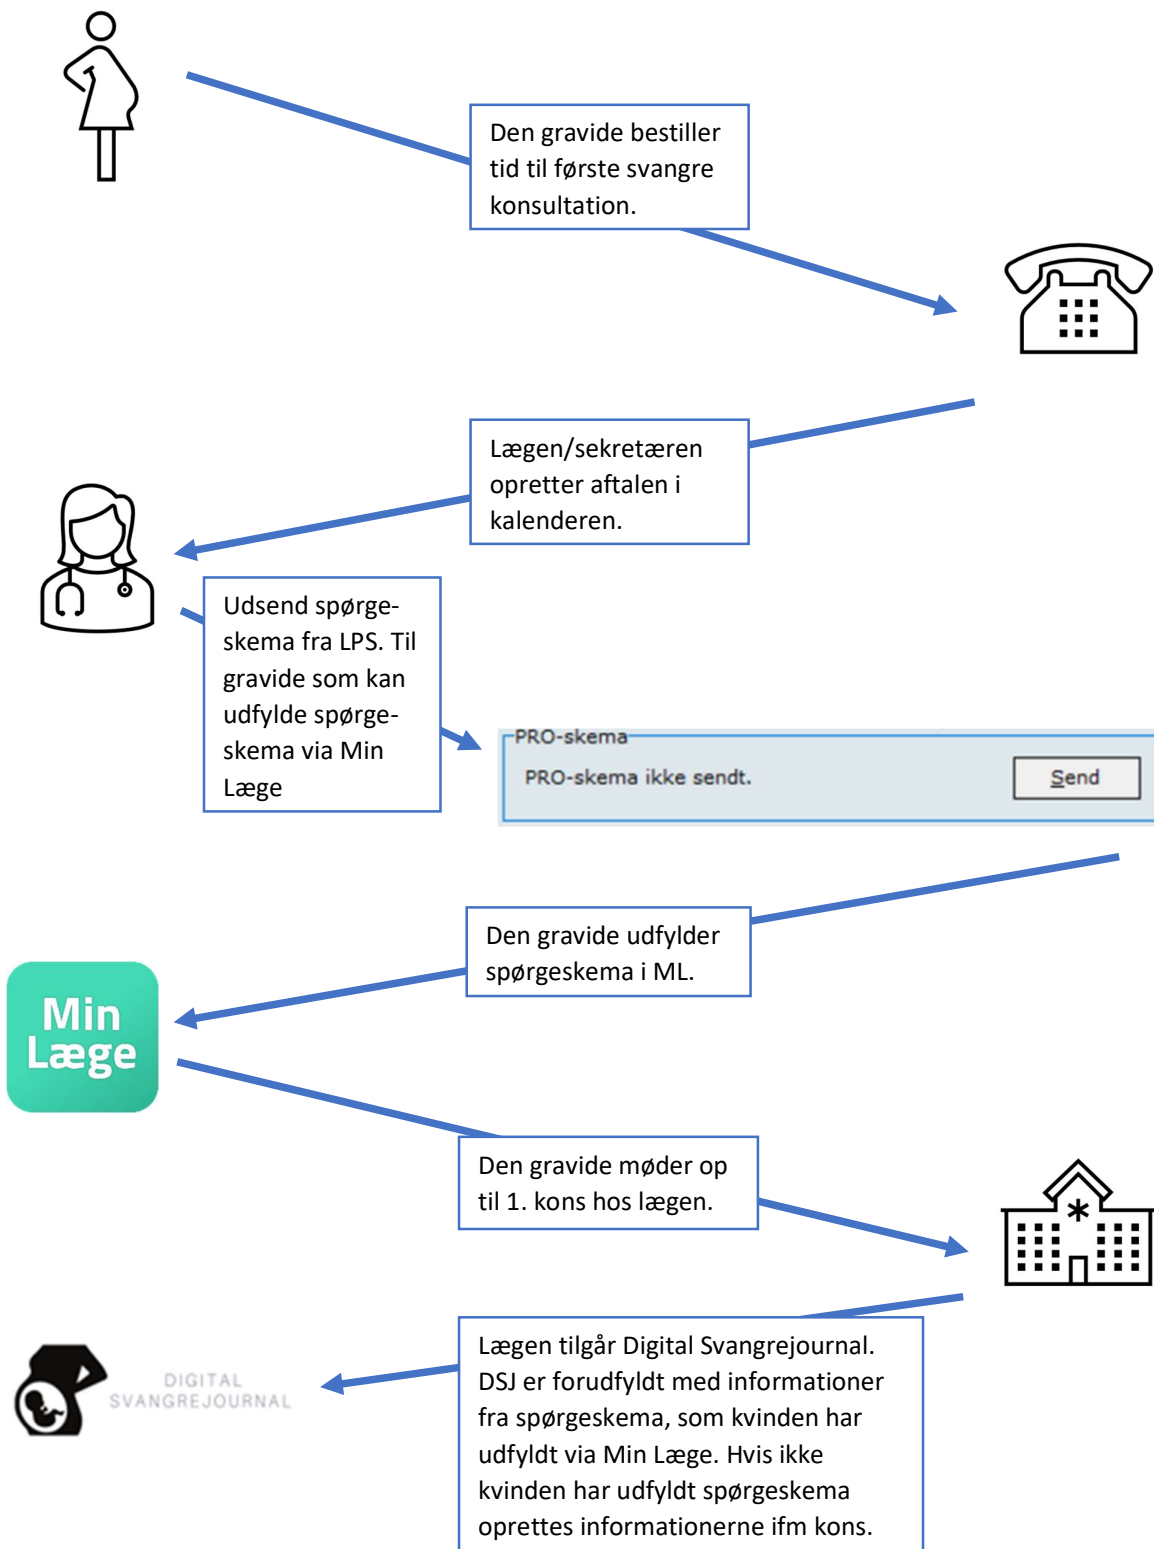 Den gravide bestiller
tid til første svangre
konsultation.
Lægen/sekretæren
opretter aftalen i
kalenderen.
Udsend spørge-
skema fra LPS. Til
gravide som kan
udfylde spørge-
skema via Min
Læge
PRO-skema
PRO-skema ikke sendt.
Send
Den gravide udfylder
spørgeskema i ML.
Min
Læge
Den gravide møder op
til 1. kons hos lægen.
Lægen tilgår Digital Svangrejournal.
DSJ er forudfyldt med informationer
fra spørgeskema, som kvinden har
udfyldt via Min Læge. Hvis ikke
kvinden har udfyldt spørgeskema
oprettes informationerne ifm kons.
DIGITAL
SVANGREJOURNAL